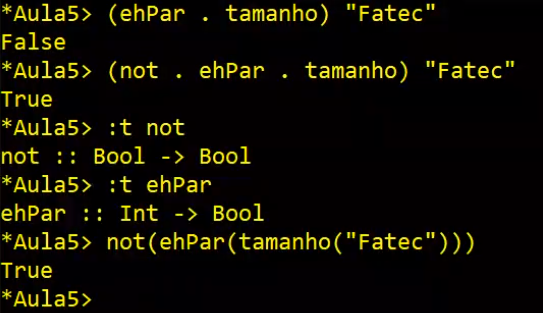 *Aula5> (ehPar . tamanho) "Fatec"
False
*Aula5> (not . ehPar . tamanho) "Fatec"
True
*Aula5> :t not
not :: Bool -> Bool
*Aula5> :t ehPar
ehPar :: Int -> Bool
*Aula5> not(ehPar(tamanho("Fatec")))
True
*Aula5>